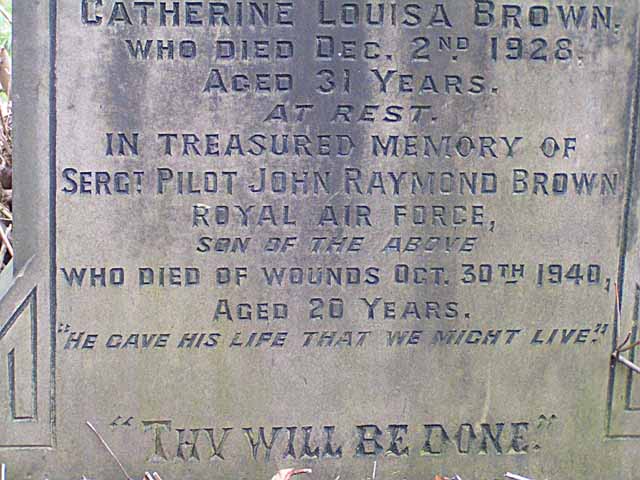 CATHERINE LOUISA BROWN.
WHO DIED DEC. 2ND 1928.
AGED 31 YEARS.
AT REST.
IN TREASURED MEMORY OF
SERGT PILOT JOHN RAYMOND BROWN
ROYAL AIR FORCE,
SON OF THE ABOVE
WHO DIED OF WOUNDS OCT. 30TH 1940,
AGED 20 YEARS.
"HE GAVE HIS LIFE THAT WE MIGHT LIVE."
"THY WILL BE DONE."